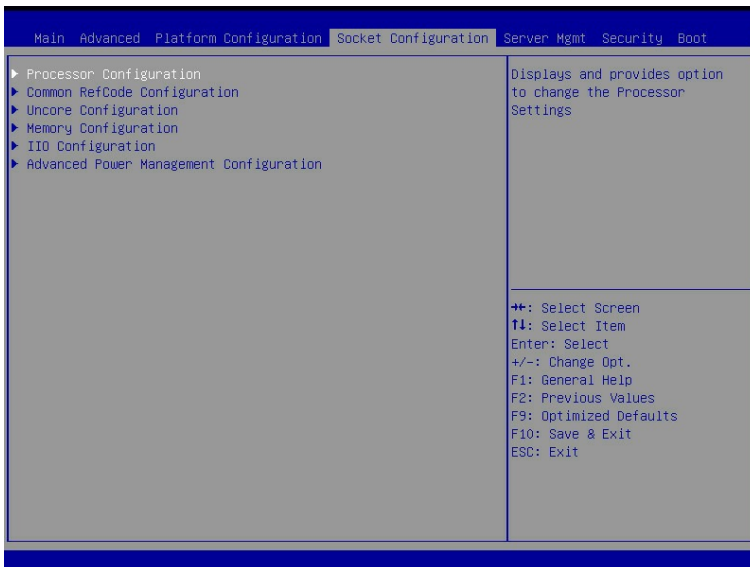 Main Advanced Platform Configuration Socket Configuration Server Mgmt Security Boot
▶ Processor Configuration
▶ Common RefCode Configuration
▶ Uncore Configuration
▶ Memory Configuration
▶ IIO Configuration
▶ Advanced Power Management Configuration
Displays and provides option
to change the Processor
Settings
→←: Select Screen
↑↓: Select Item
Enter: Select
+/-: Change Opt.
F1: General Help
F2: Previous Values
F9: Optimized Defaults
F10: Save & Exit
ESC: Exit